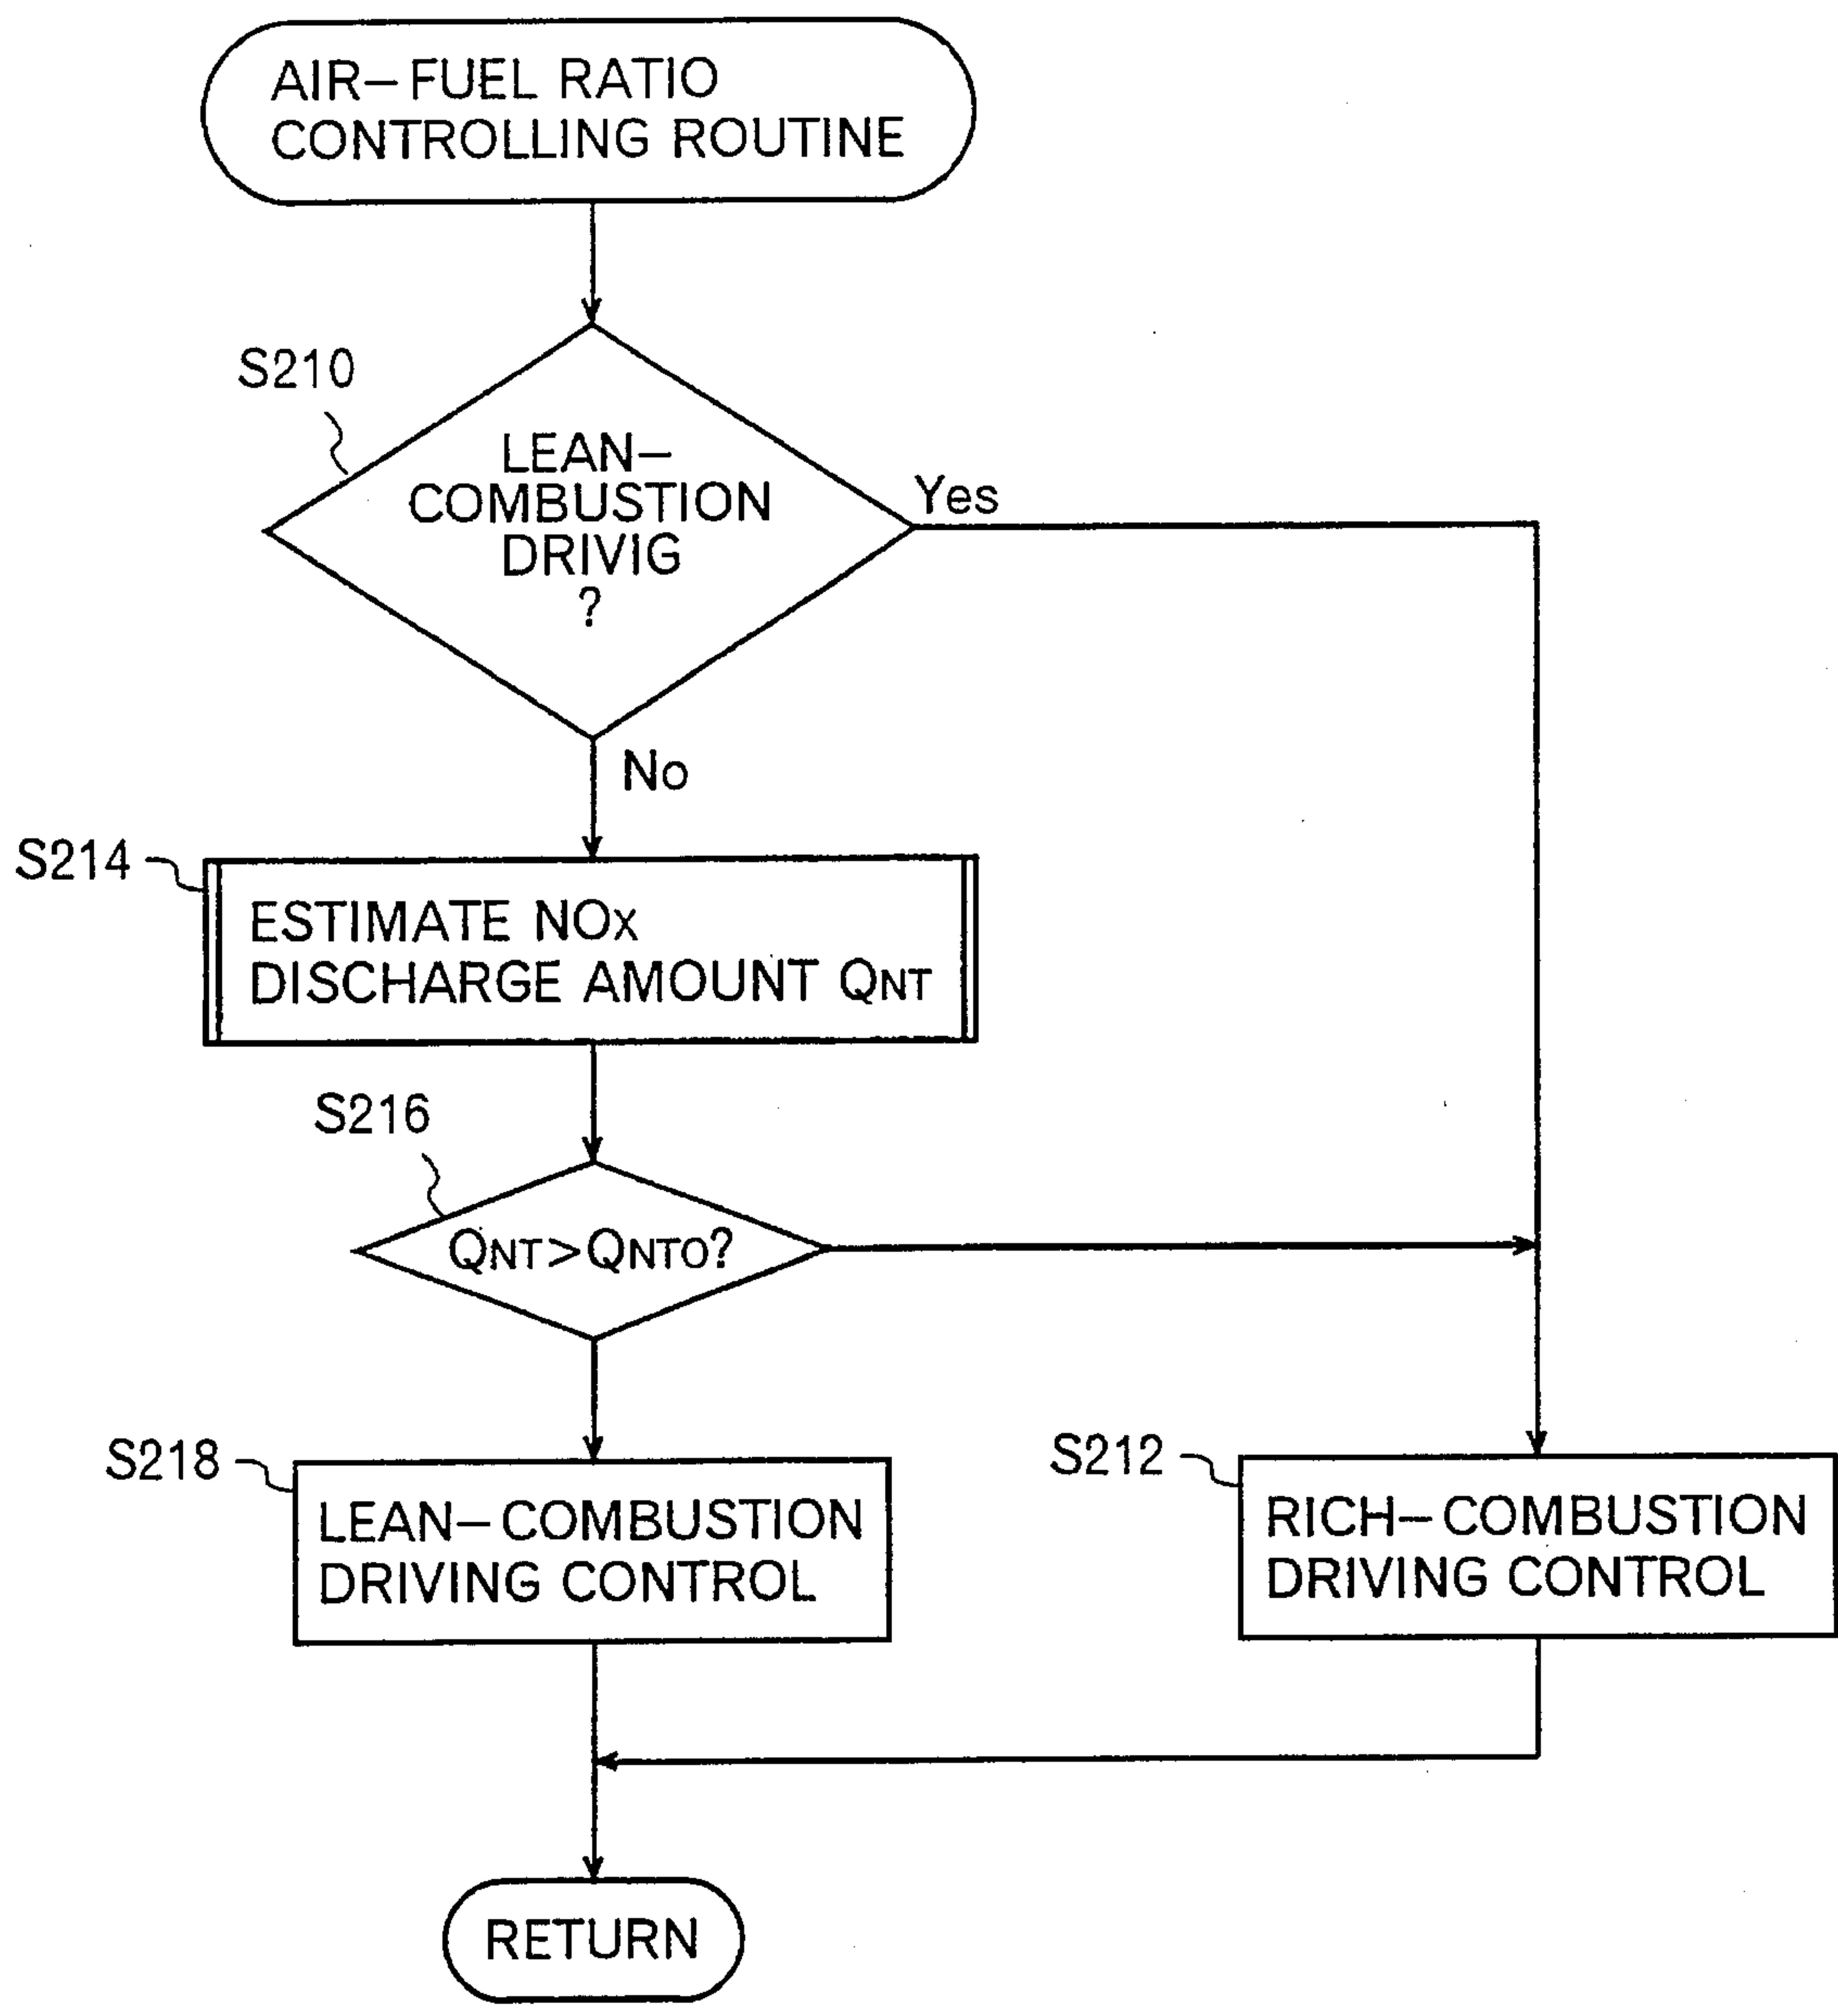 AIR–FUEL RATIO
CONTROLLING ROUTINE
S210
LEAN–
COMBUSTION
DRIVIG
?
Yes
No
S214
ESTIMATE NOx
DISCHARGE AMOUNT QNT
S216
QNT>QNTO?
S218
LEAN–COMBUSTION
DRIVING CONTROL
S212
RICH–COMBUSTION
DRIVING CONTROL
RETURN